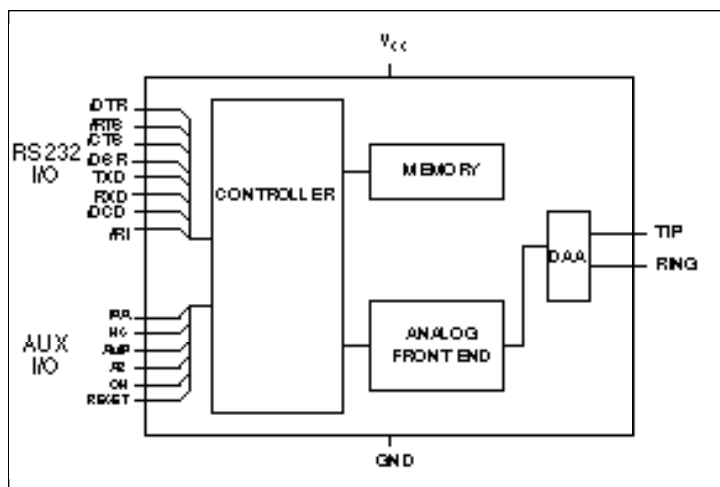 VCC
/DTR
/RTS
/CTS
/DSR
TXD
RXD
/DCD
/RI
RS232
I/O
CONTROLLER
MEMORY
DAA
TIP
RING
ANALOG
FRONT END
AUX
I/O
RESET
GND